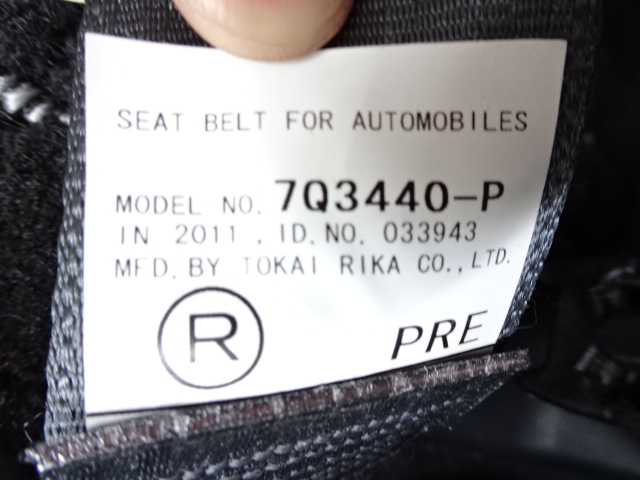 SEAT BELT FOR AUTOMOBILES
MODEL NO. 7Q3440-P
IN 2011 , ID. NO. 033943
MFD. BY TOKAI RIKA CO., LTD.
R PRE